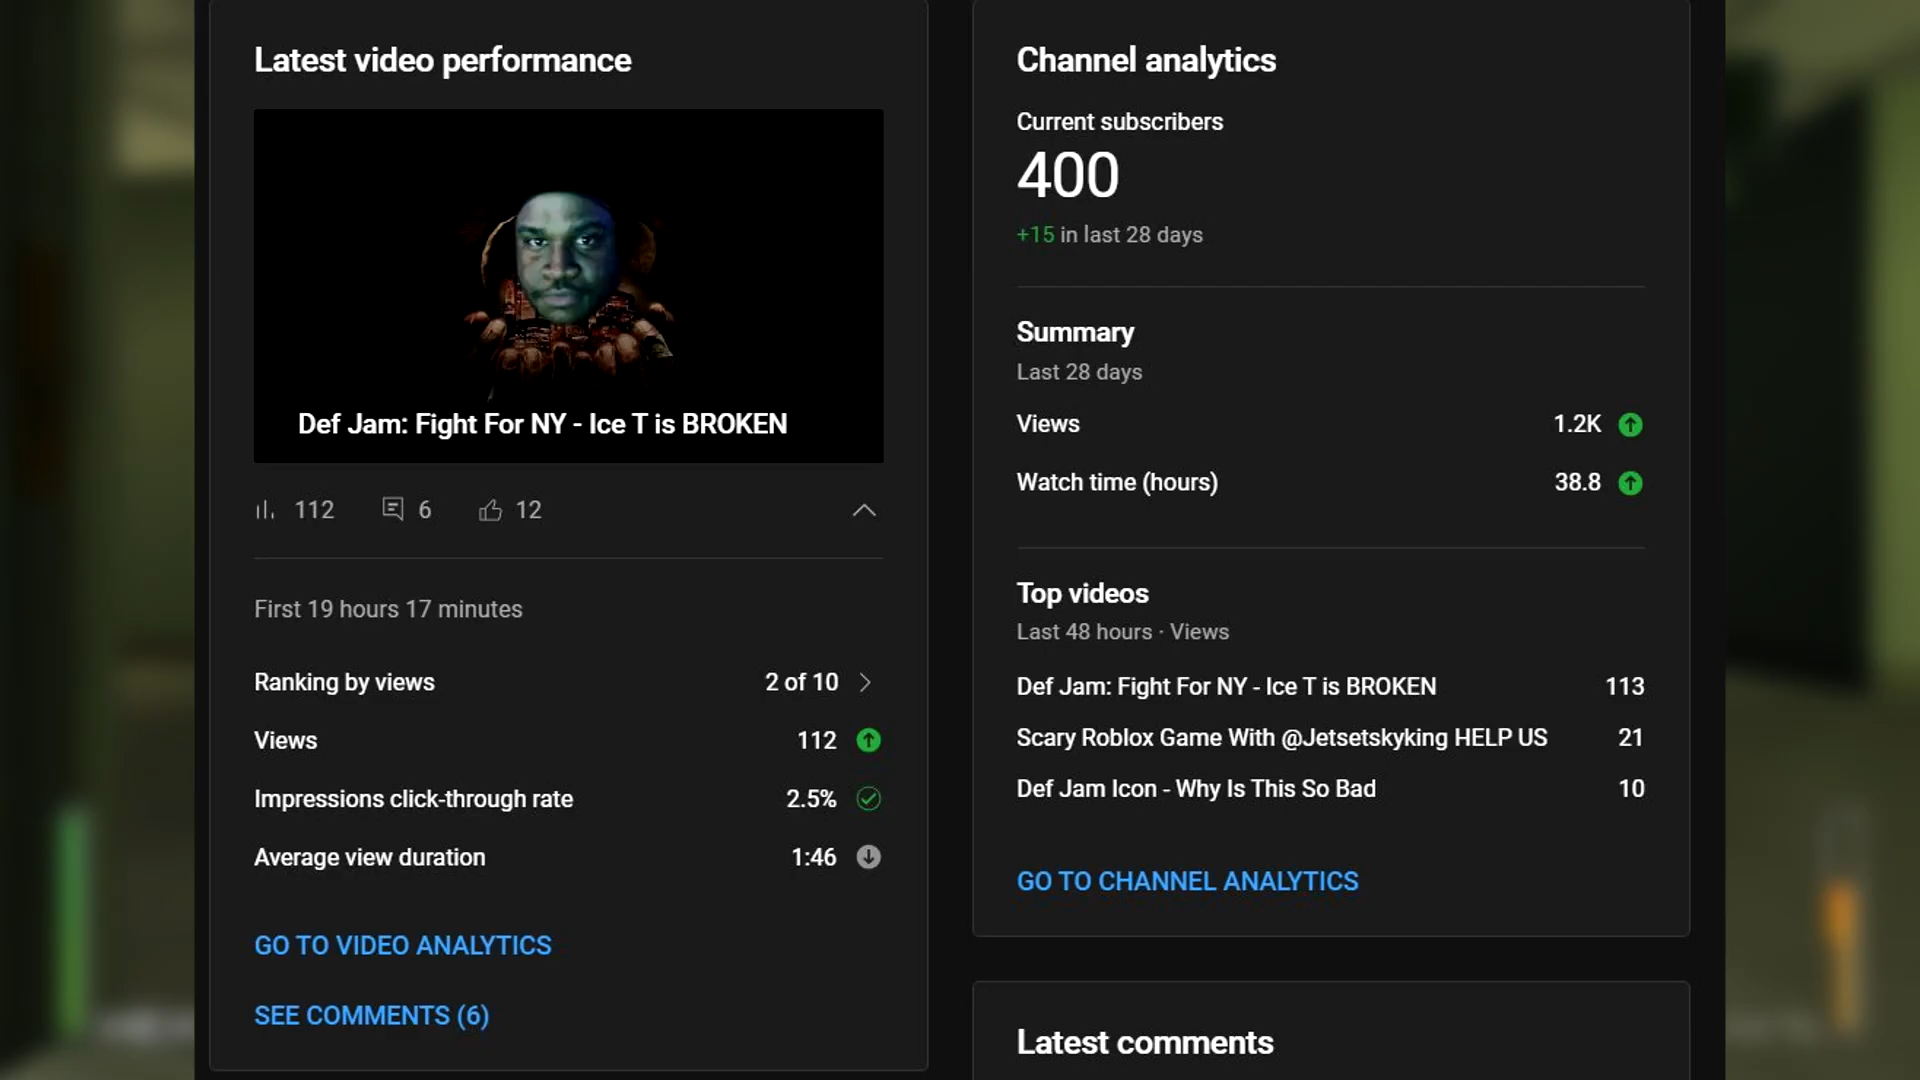 Latest video performance
Def Jam: Fight For NY - Ice T is BROKEN
112 6 12
First 19 hours 17 minutes
Ranking by views 2 of 10
Views 112
Impressions click-through rate 2.5%
Average view duration 1:46
GO TO VIDEO ANALYTICS
SEE COMMENTS (6)
Channel analytics
Current subscribers
400
+15 in last 28 days
Summary
Last 28 days
Views 1.2K
Watch time (hours) 38.8
Top videos
Last 48 hours · Views
Def Jam: Fight For NY - Ice T is BROKEN 113
Scary Roblox Game With @Jetsetskyking HELP US 21
Def Jam Icon - Why Is This So Bad 10
GO TO CHANNEL ANALYTICS
Latest comments